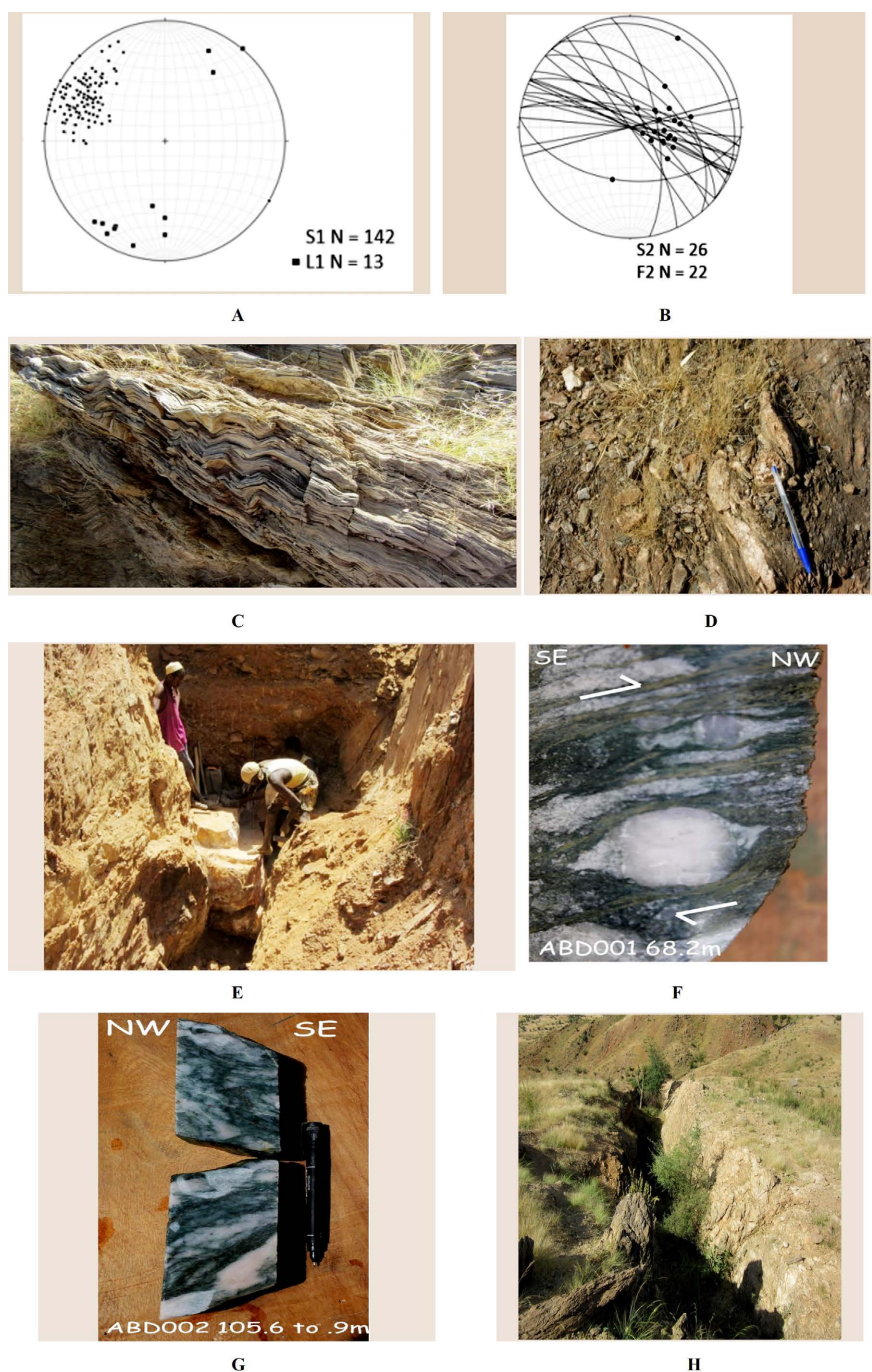 S1 N = 142
■ L1 N = 13
S2 N = 26
F2 N = 22
A
B
C
D
SE NW
ABD001 68.2m
E
F
NW SE
ABD002 105.6 to .9m
G
H